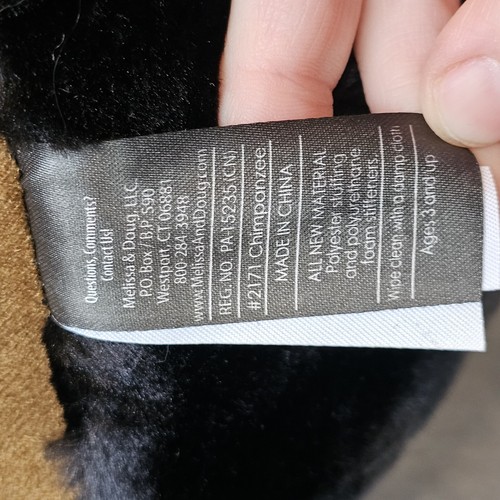 Questions, Comments?
Contact Us!
Melissa & Doug, LLC
P.O. Box / B.P. 590
Westport, CT 06881
800-284-3948
www.MelissaAndDoug.com
REG. NO. PA-15235 (CN)
#2171 Chimpanzee
MADE IN CHINA
ALL NEW MATERIAL
Polyester stuffing
and polyurethane
foam stiffeners.
Wipe clean with a damp cloth
Ages 3 and up